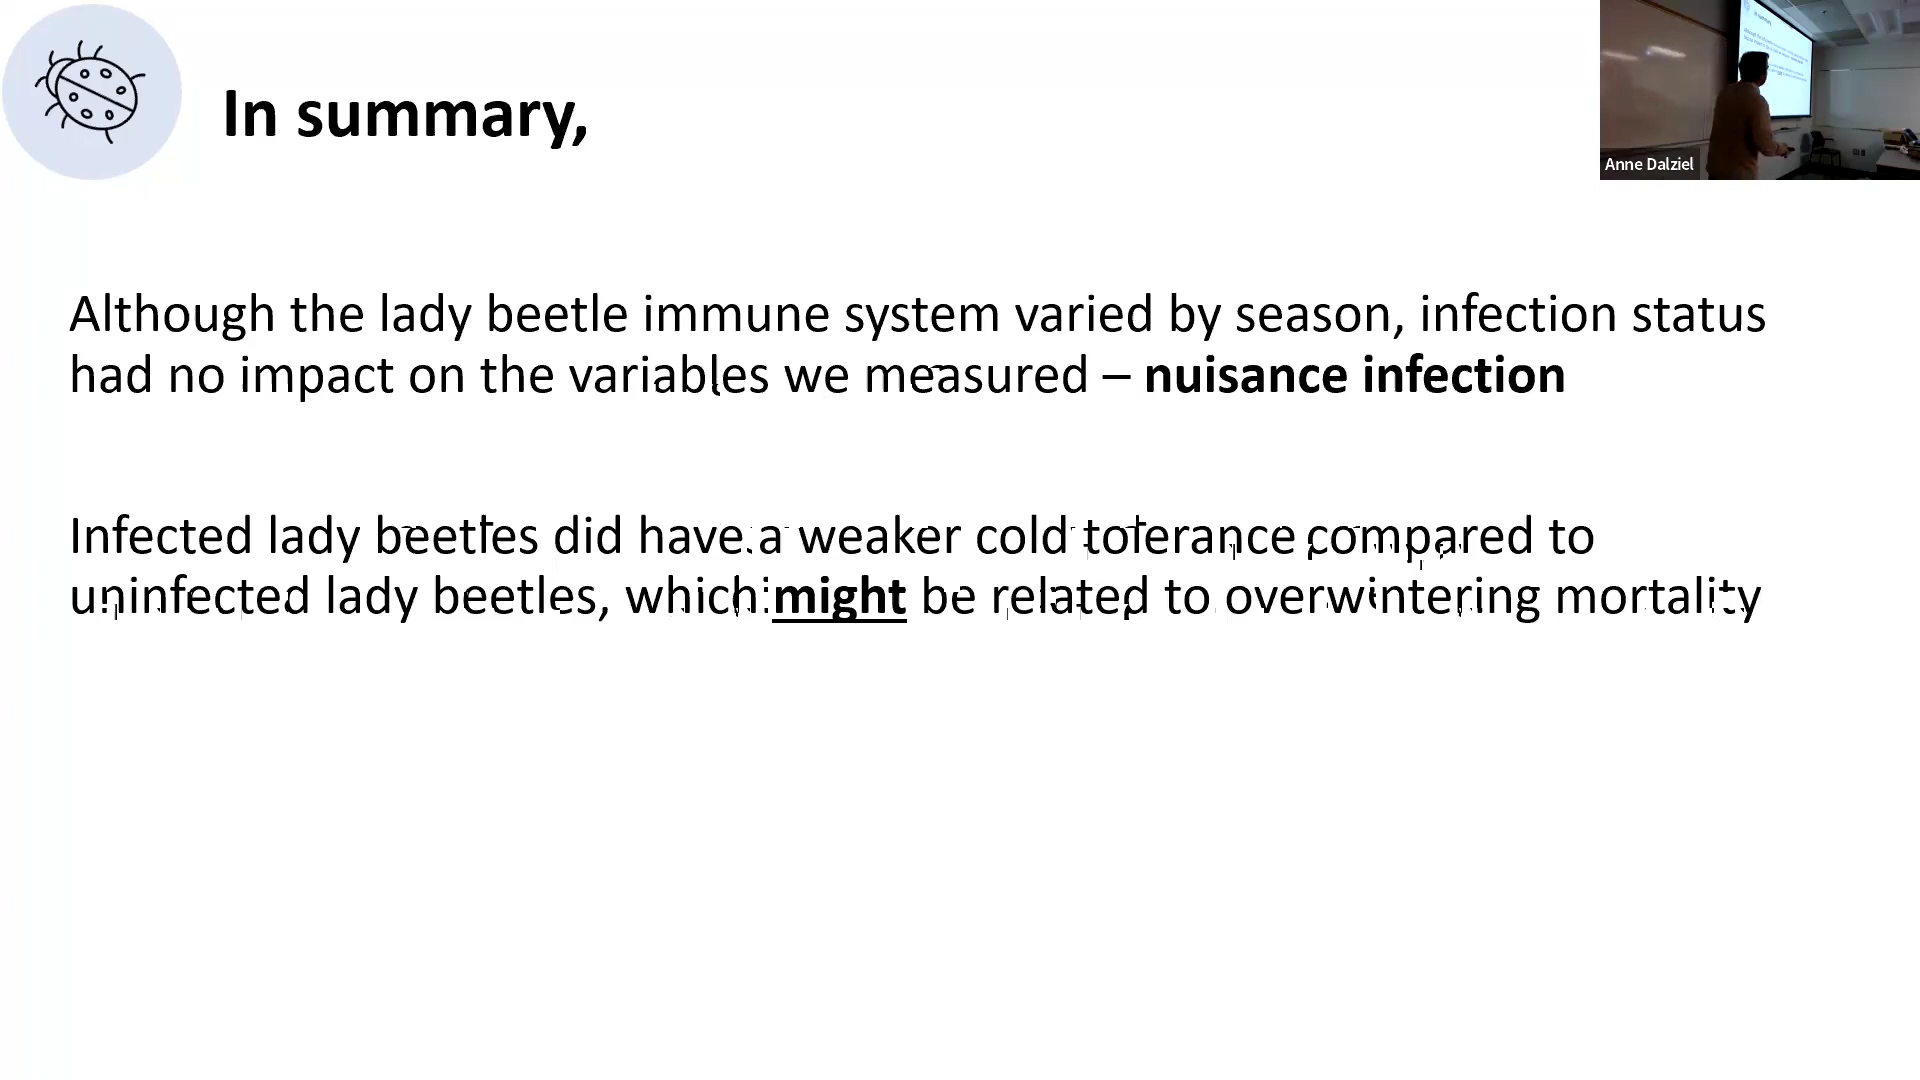 In summary,
Anne Dalziel
Although the lady beetle immune system varied by season, infection status
had no impact on the variables we measured – nuisance infection
Infected lady beetles did have a weaker cold tolerance compared to
uninfected lady beetles, which might be related to overwintering mortality